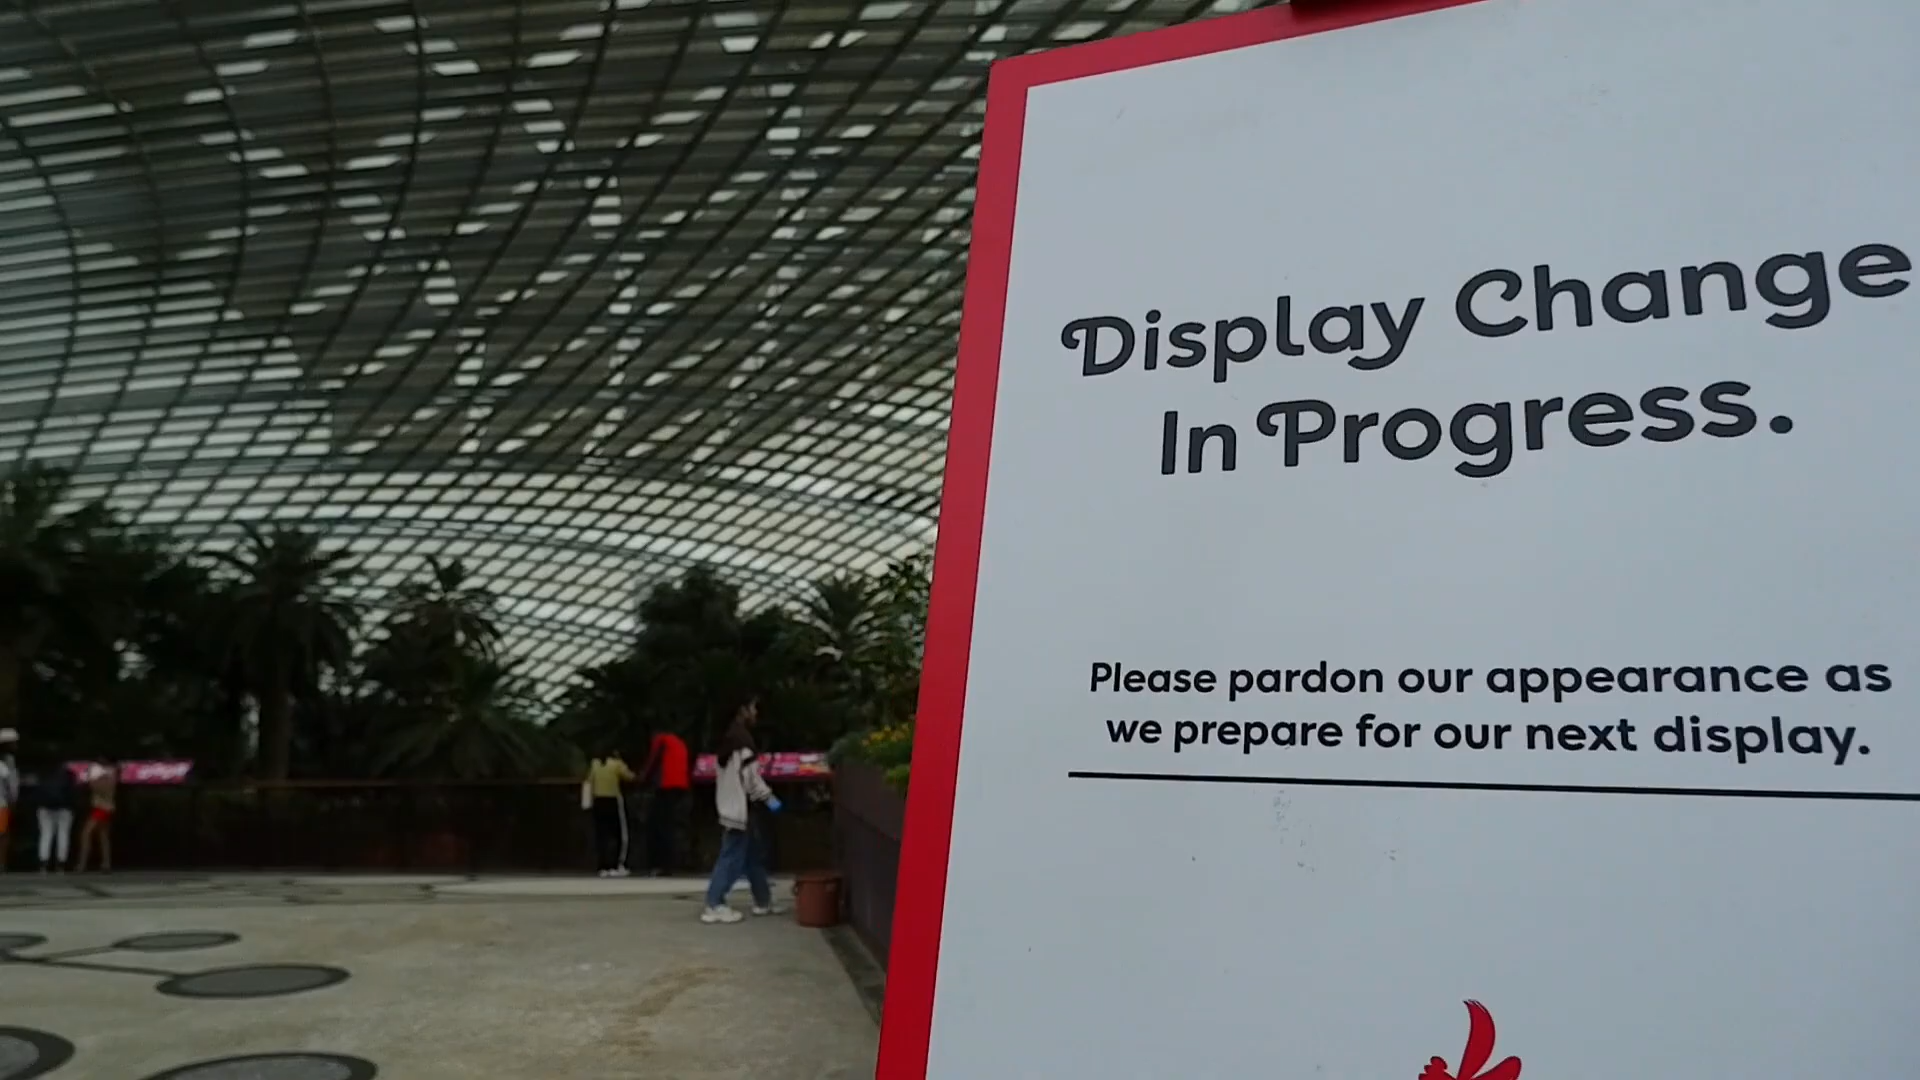 Display Change
In Progress.
Please pardon our appearance as
we prepare for our next display.